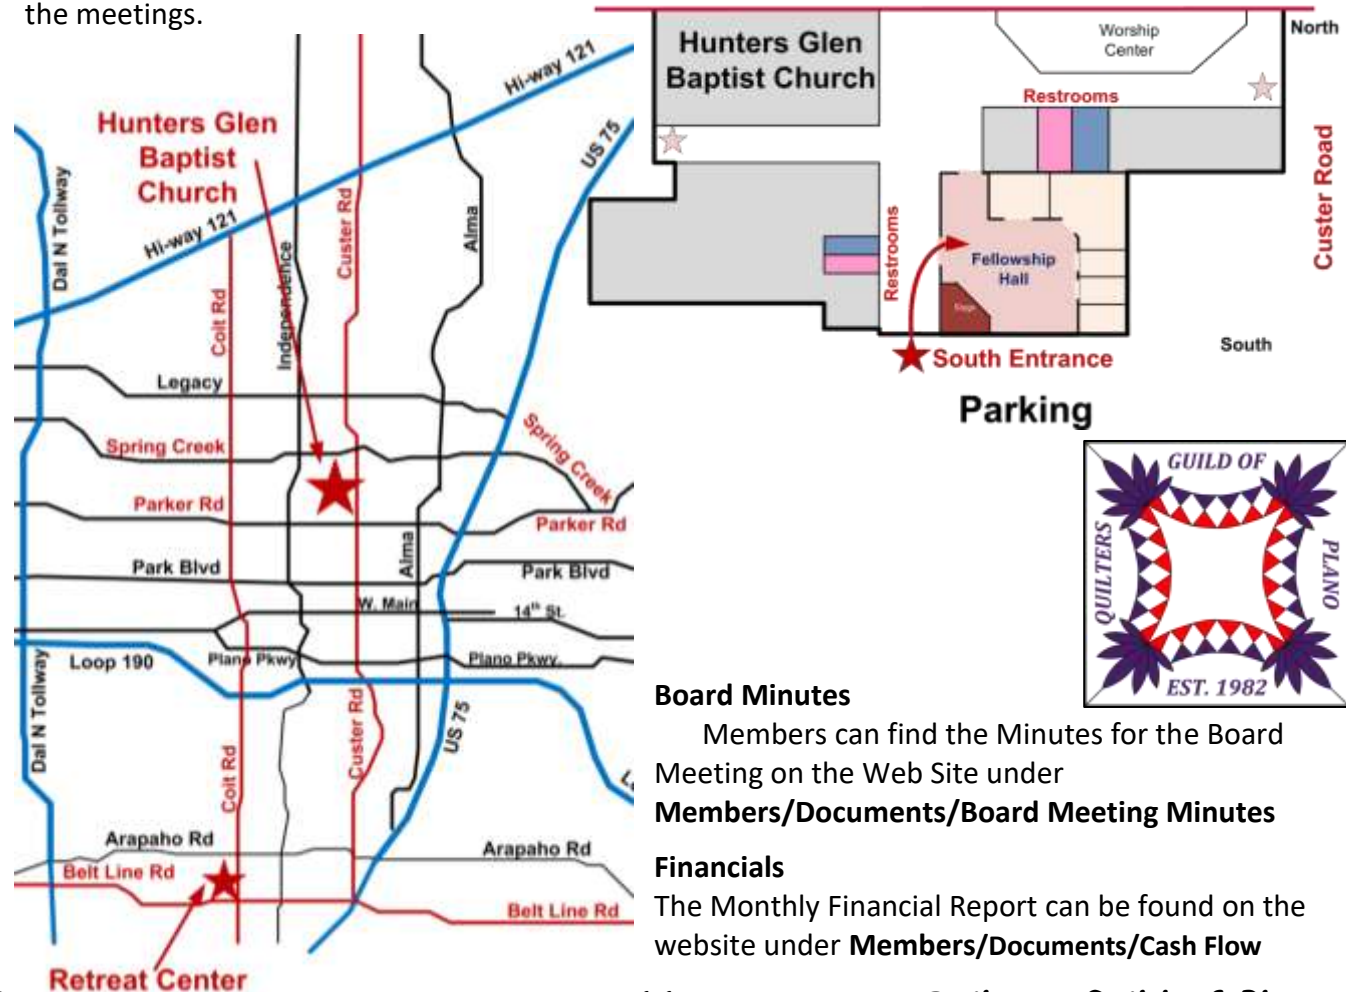 the meetings.
Hunters Glen
Baptist
Church
Hi-way 121
Hi-way 121
US 75
Dal N Tollway
Custer Rd
Alma
Independence
Coit Rd
Legacy
Spring Creek
Spring Creek
Parker Rd
Parker Rd
Alma
Park Blvd
Park Blvd
W. Main
14th St.
Plano Pkwy
Plano Pkwy.
Loop 190
Dal N Tollway
Custer Rd
US 75
Coit Rd
Arapaho Rd
Arapaho Rd
Belt Line Rd
Belt Line Rd
Retreat Center
Hunters Glen
Baptist Church
Worship
Center
North
Restrooms
Custer Road
Restrooms
Fellowship
Hall
South Entrance
South
Parking
GUILD OF
QUILTERS
PLANO
EST. 1982
Board Minutes
Members can find the Minutes for the Board
Meeting on the Web Site under
Members/Documents/Board Meeting Minutes
Financials
The Monthly Financial Report can be found on the
website under Members/Documents/Cash Flow